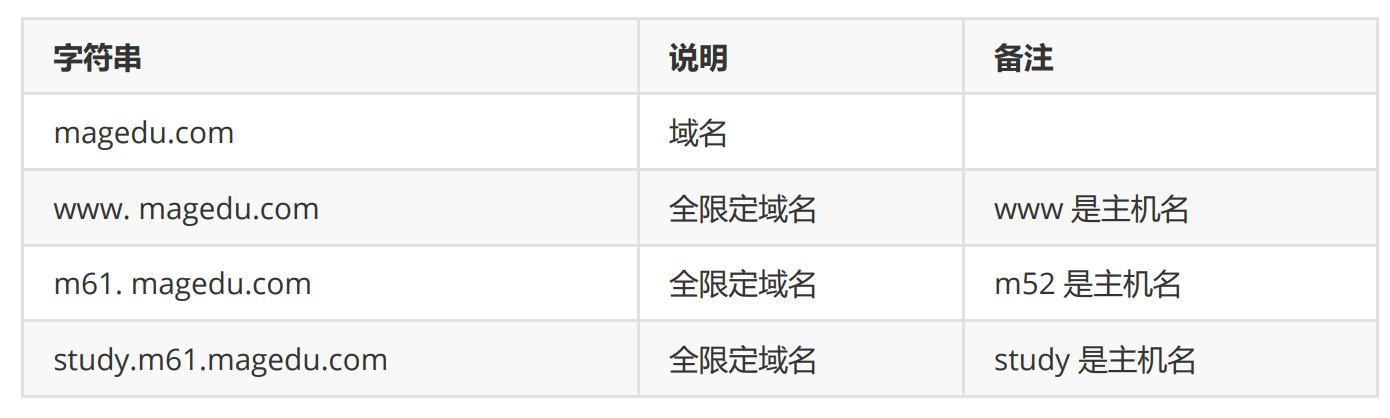 字符串 说明 备注
magedu.com 域名
www. magedu.com 全限定域名 www 是主机名
m61. magedu.com 全限定域名 m52 是主机名
study.m61.magedu.com 全限定域名 study 是主机名